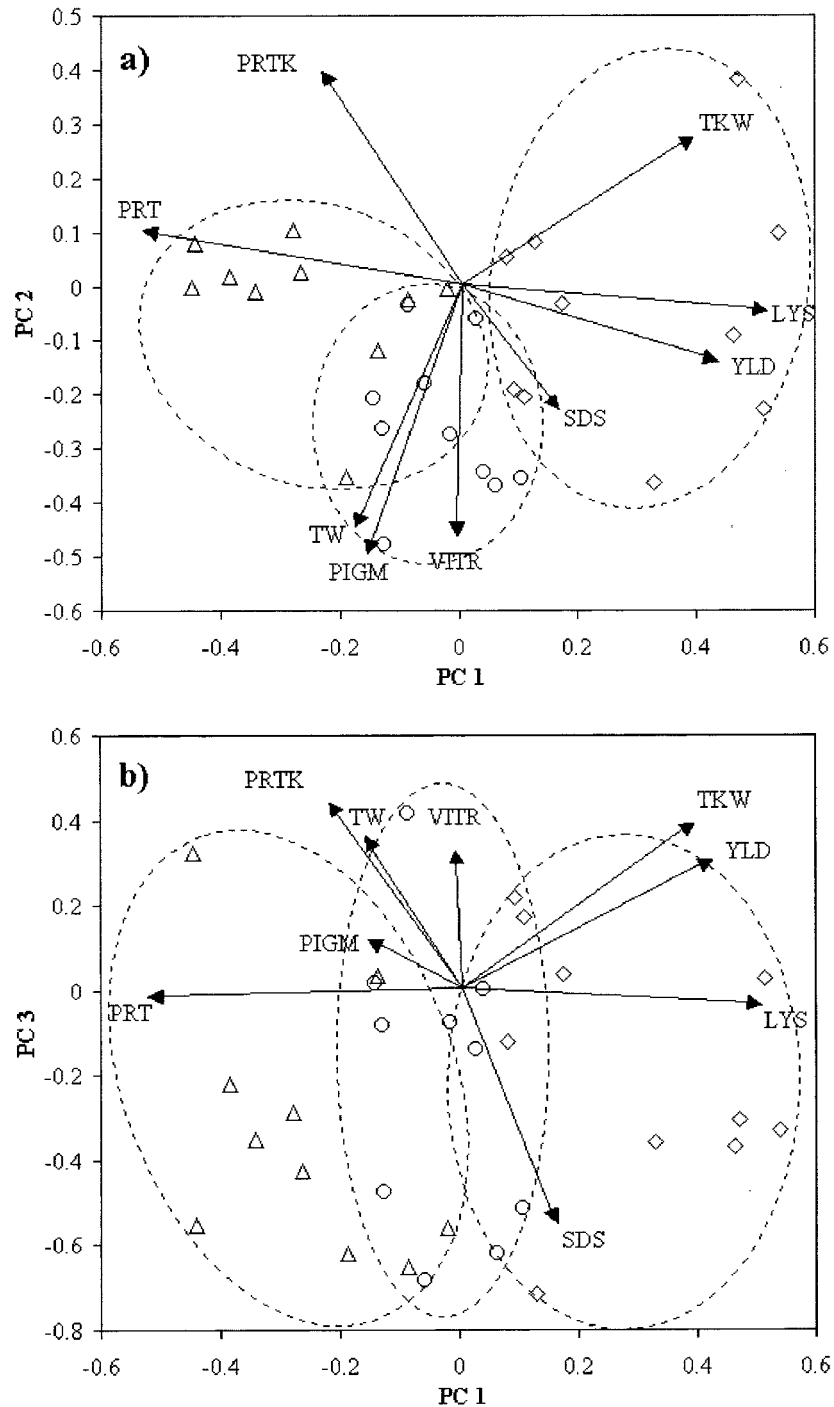 a)
0.5
0.4
0.3
0.2
0.1
0
-0.1
-0.2
-0.3
-0.4
-0.5
-0.6
PC 2
PRTK
TKW
PRT
LYS
YLD
SDS
TW
PIGM
VITR
-0.6 -0.4 -0.2 0 0.2 0.4 0.6
PC 1
b)
0.6
0.4
0.2
0
-0.2
-0.4
-0.6
-0.8
PC 3
PRTK
TW
VITR
TKW
YLD
PIGM
PRT
LYS
SDS
-0.6 -0.4 -0.2 0 0.2 0.4 0.6
PC 1